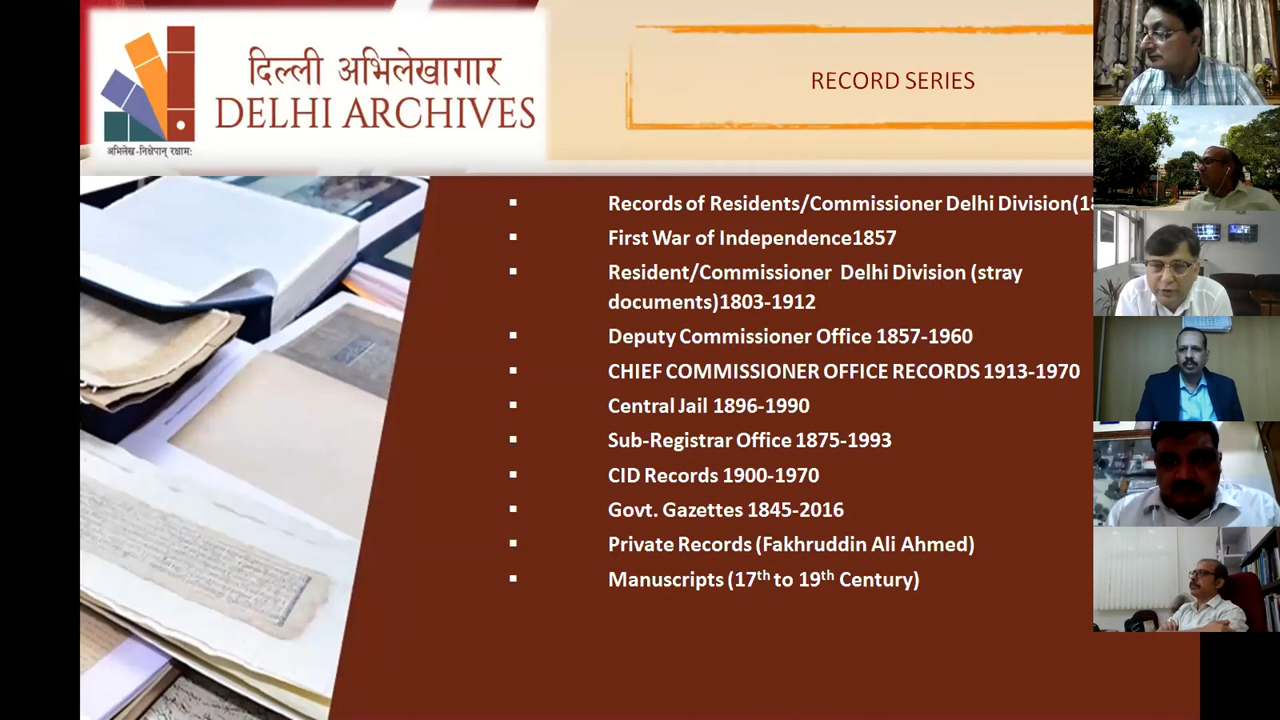 दिल्ली अभिलेखागार
DELHI ARCHIVES
अभिलेख-निक्षेपान् रक्षाम:
RECORD SERIES
Records of Residents/Commissioner Delhi Division(18
First War of Independence1857
Resident/Commissioner Delhi Division (stray
documents)1803-1912
Deputy Commissioner Office 1857-1960
CHIEF COMMISSIONER OFFICE RECORDS 1913-1970
Central Jail 1896-1990
Sub-Registrar Office 1875-1993
CID Records 1900-1970
Govt. Gazettes 1845-2016
Private Records (Fakhruddin Ali Ahmed)
Manuscripts (17th to 19th Century)